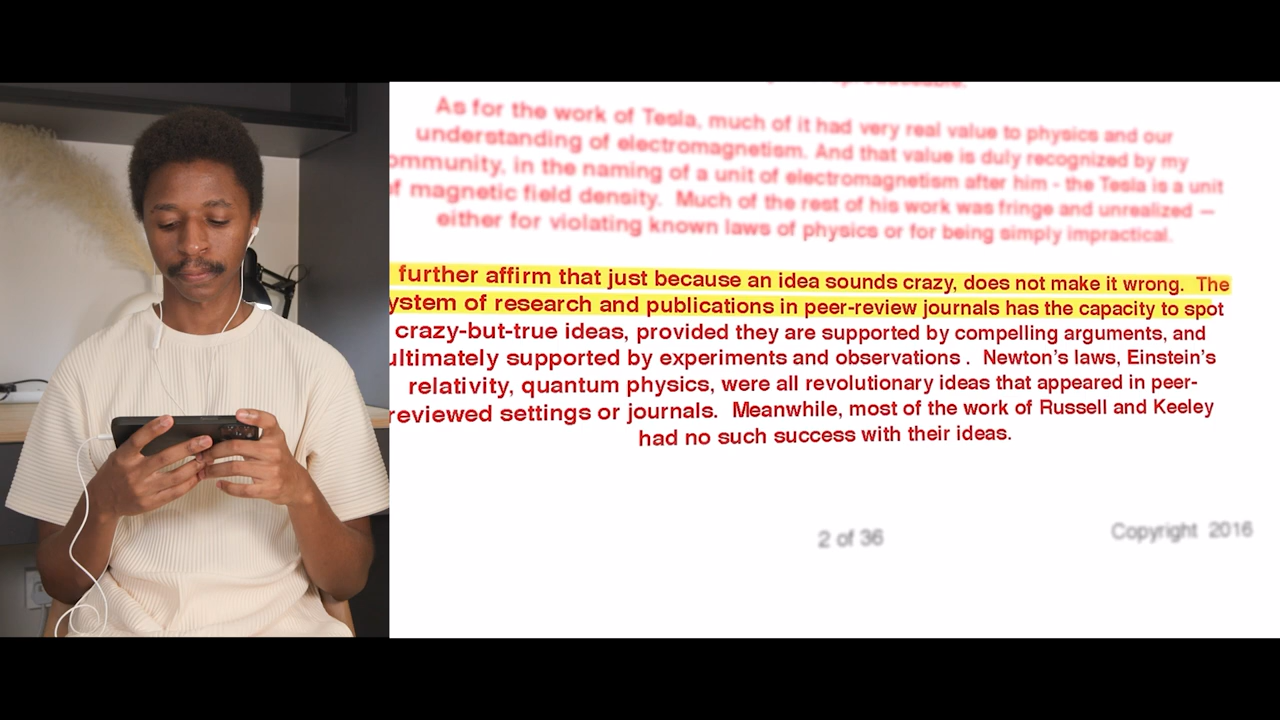 As for the work of Tesla, much of it had very real value to physics and our
understanding of electromagnetism. And that value is duly recognized by my
ommunity, in the naming of a unit of electromagnetism after him - the Tesla is a unit
f magnetic field density. Much of the rest of his work was fringe and unrealized —
either for violating known laws of physics or for being simply impractical.
further affirm that just because an idea sounds crazy, does not make it wrong. The
ystem of research and publications in peer-review journals has the capacity to spot
crazy-but-true ideas, provided they are supported by compelling arguments, and
ultimately supported by experiments and observations . Newton's laws, Einstein's
relativity, quantum physics, were all revolutionary ideas that appeared in peer-
reviewed settings or journals. Meanwhile, most of the work of Russell and Keeley
had no such success with their ideas.
2 of 36
Copyright 2016